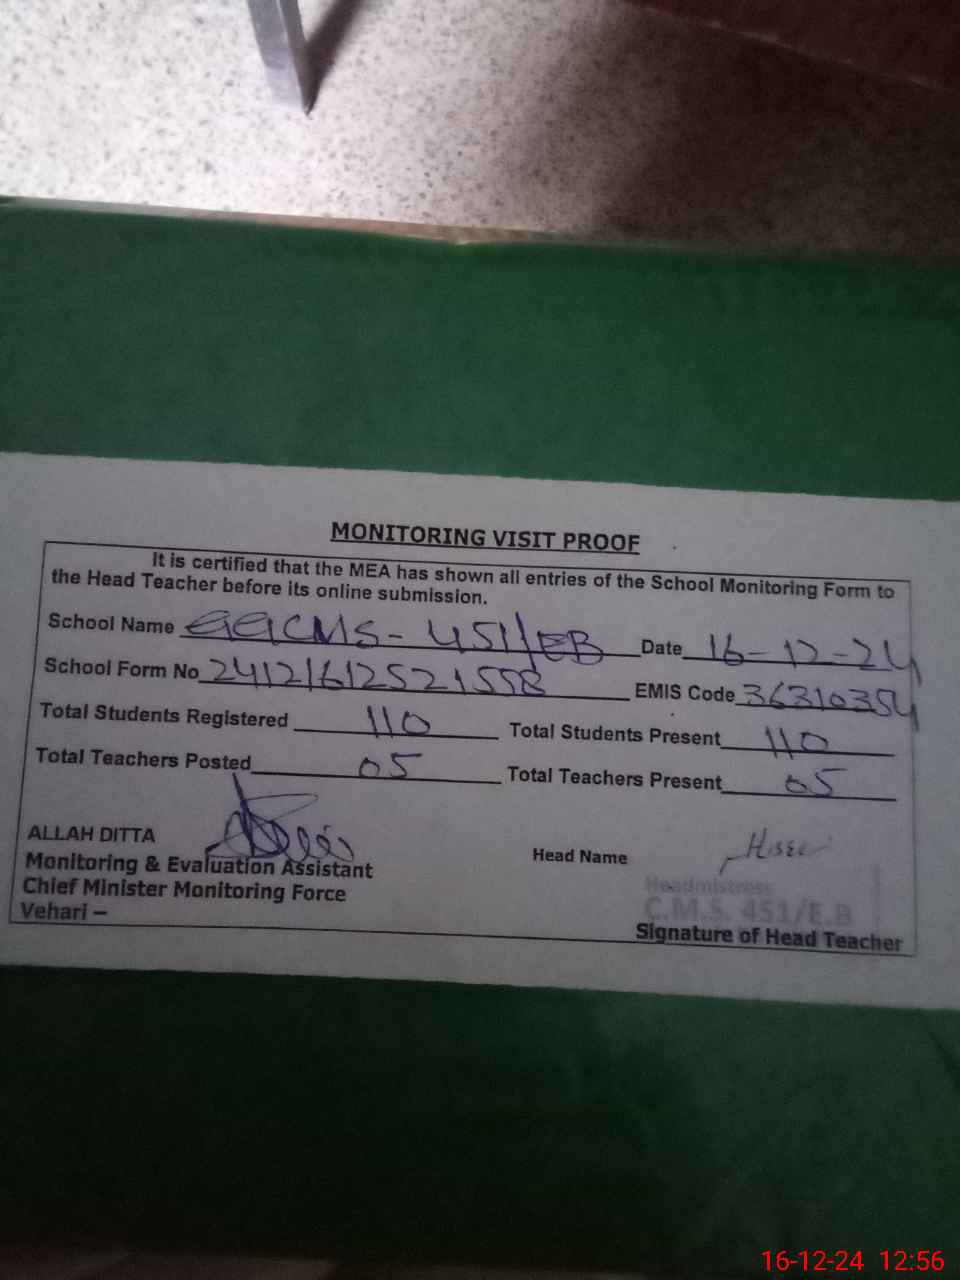 MONITORING VISIT PROOF
It is certified that the MEA has shown all entries of the School Monitoring Form to
the Head Teacher before its online submission.
School Name GGCMS-451/EB Date 16-12-24
School Form No 24121612521558 EMIS Code 36310354
Total Students Registered 110 Total Students Present 110
Total Teachers Posted 05 Total Teachers Present 05
ALLAH DITTA
Monitoring & Evaluation Assistant Head Name
Chief Minister Monitoring Force Headmistress
C.M.S. 451/E.B
Vehari – Signature of Head Teacher
16-12-24 12:56